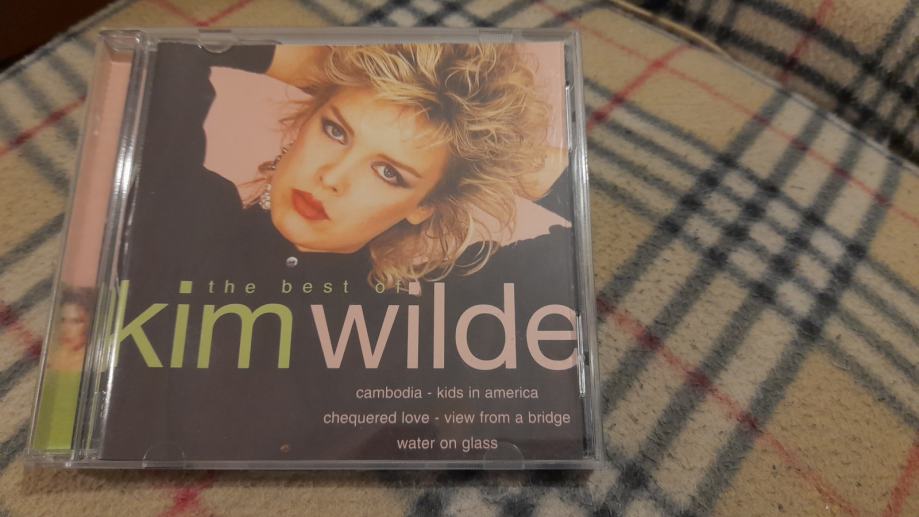 the best of
kim wilde
cambodia - kids in america
chequered love - view from a bridge
water on glass